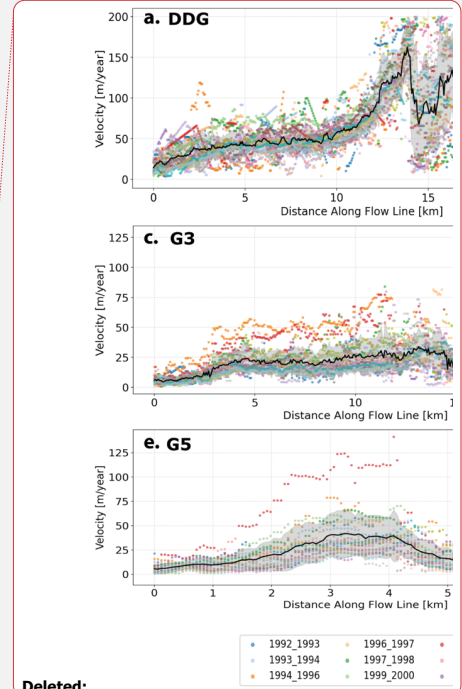 a. DDG
200
150
100
50
0
Velocity [m/year]
0 5 10 15
Distance Along Flow Line [km]
c. G3
125
100
75
50
25
0
Velocity [m/year]
0 5 10 1
Distance Along Flow Line [km]
e. G5
125
100
75
50
25
0
Velocity [m/year]
0 1 2 3 4 5
Distance Along Flow Line [km]
1992_1993 1996_1997
1993_1994 1997_1998
1994_1996 1999_2000
Deleted: